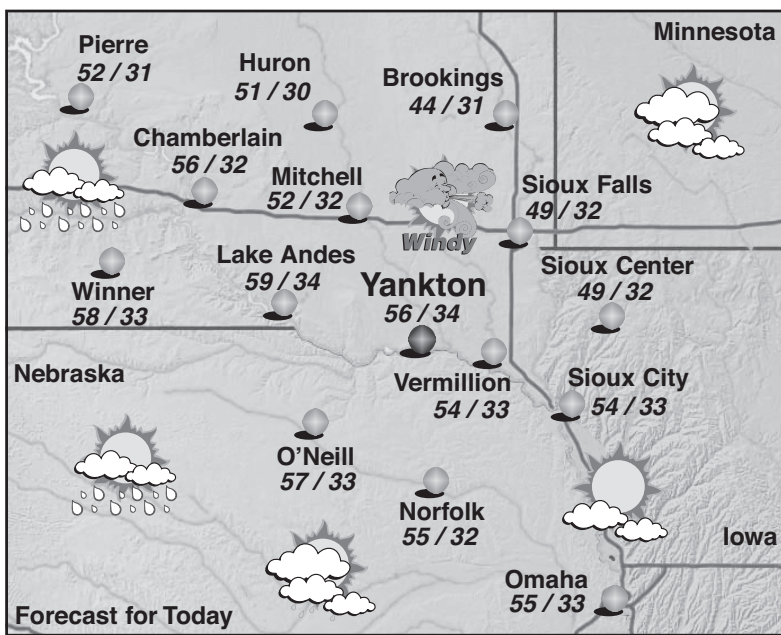 Pierre
52 / 31
Huron
51 / 30
Brookings
44 / 31
Minnesota
Chamberlain
56 / 32
Mitchell
52 / 32
Windy
Sioux Falls
49 / 32
Winner
58 / 33
Lake Andes
59 / 34
Yankton
56 / 34
Sioux Center
49 / 32
Nebraska
Vermillion
54 / 33
Sioux City
54 / 33
O'Neill
57 / 33
Norfolk
55 / 32
Iowa
Omaha
55 / 33
Forecast for Today